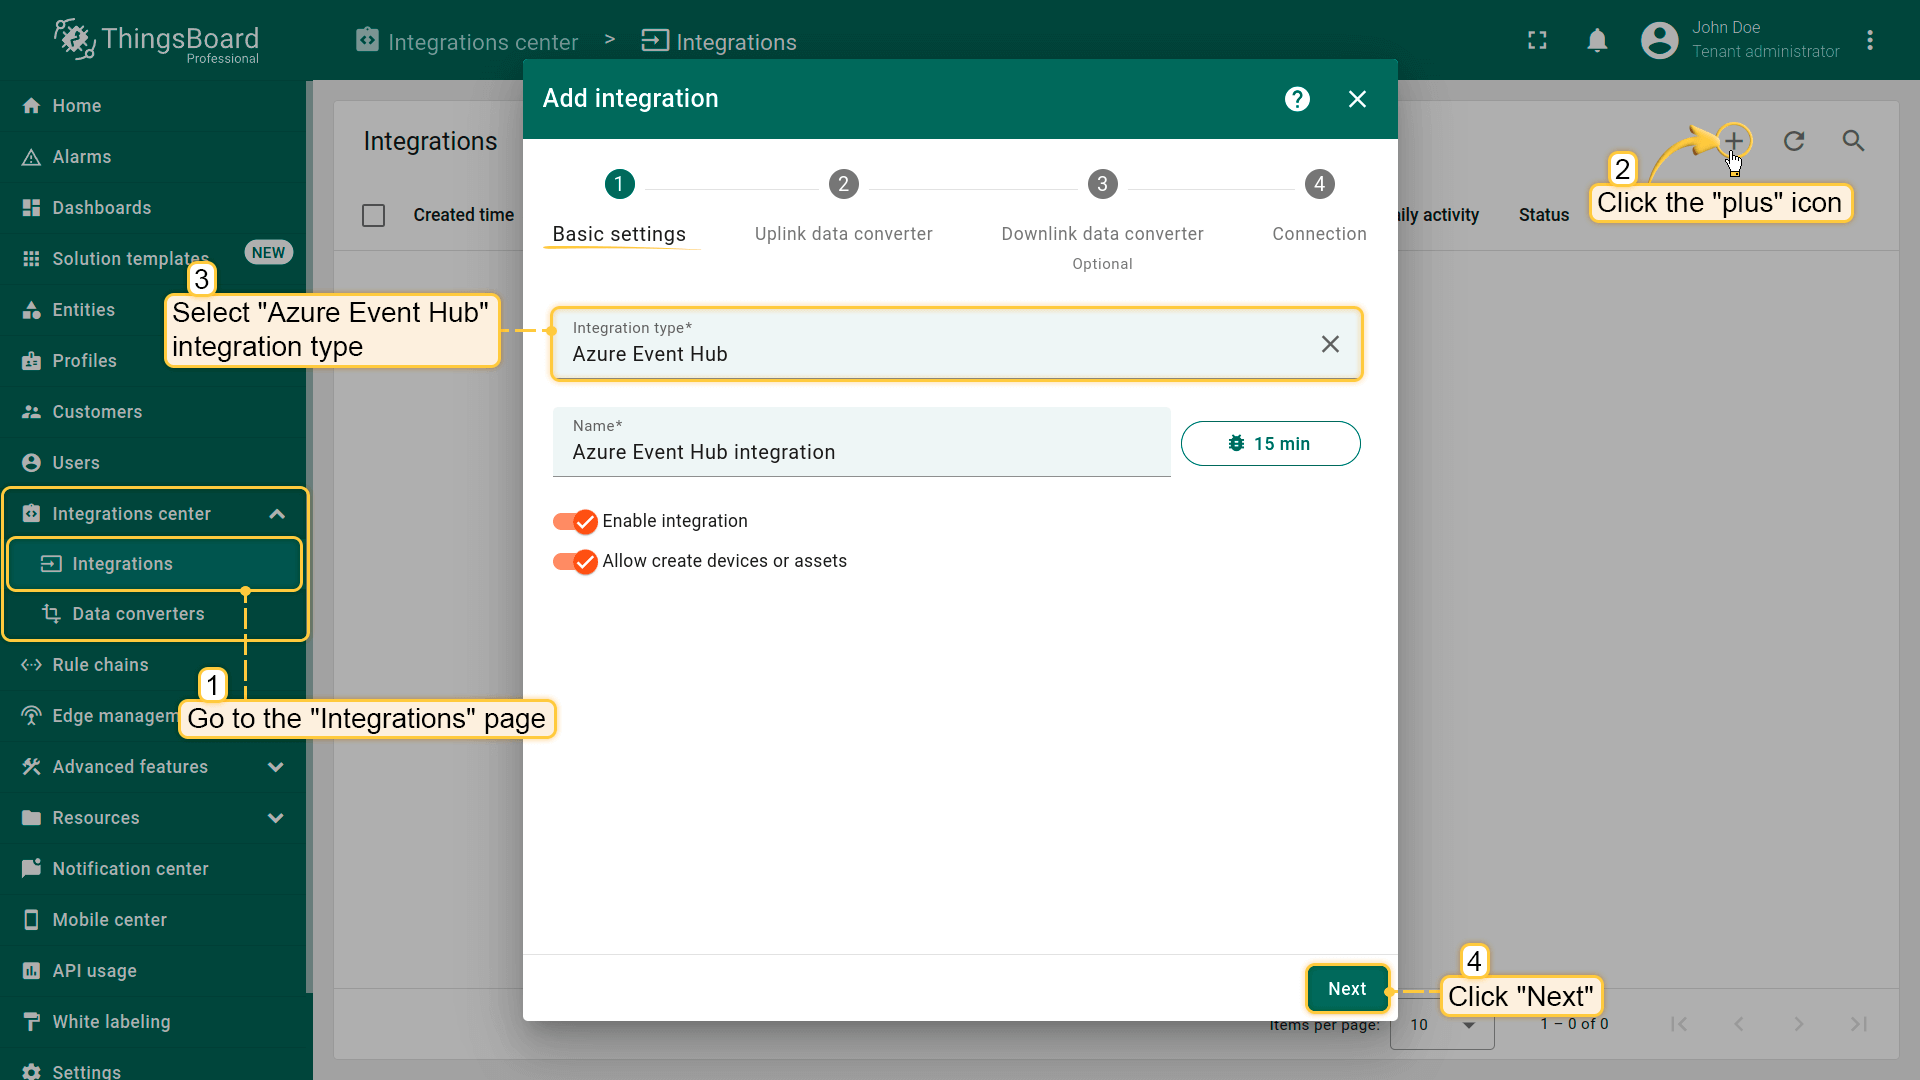 ThingsBoard
Professional
Integrations center > Integrations
John Doe
Tenant administrator
Home
Alarms
Dashboards
Solution templates
NEW
Entities
Profiles
Customers
Users
Integrations center
Integrations
Data converters
Rule chains
Edge managem
Advanced features
Resources
Notification center
Mobile center
API usage
White labeling
Settings
Integrations
Created time
ily activity
Status
Add integration
1
2
3
4
Basic settings
Uplink data converter
Downlink data converter
Optional
Connection
Integration type*
Azure Event Hub
Name*
Azure Event Hub integration
15 min
Enable integration
Allow create devices or assets
Next
Items per page:
10
1 – 0 of 0
1
Go to the "Integrations" page
2
Click the "plus" icon
3
Select "Azure Event Hub"
integration type
4
Click "Next"